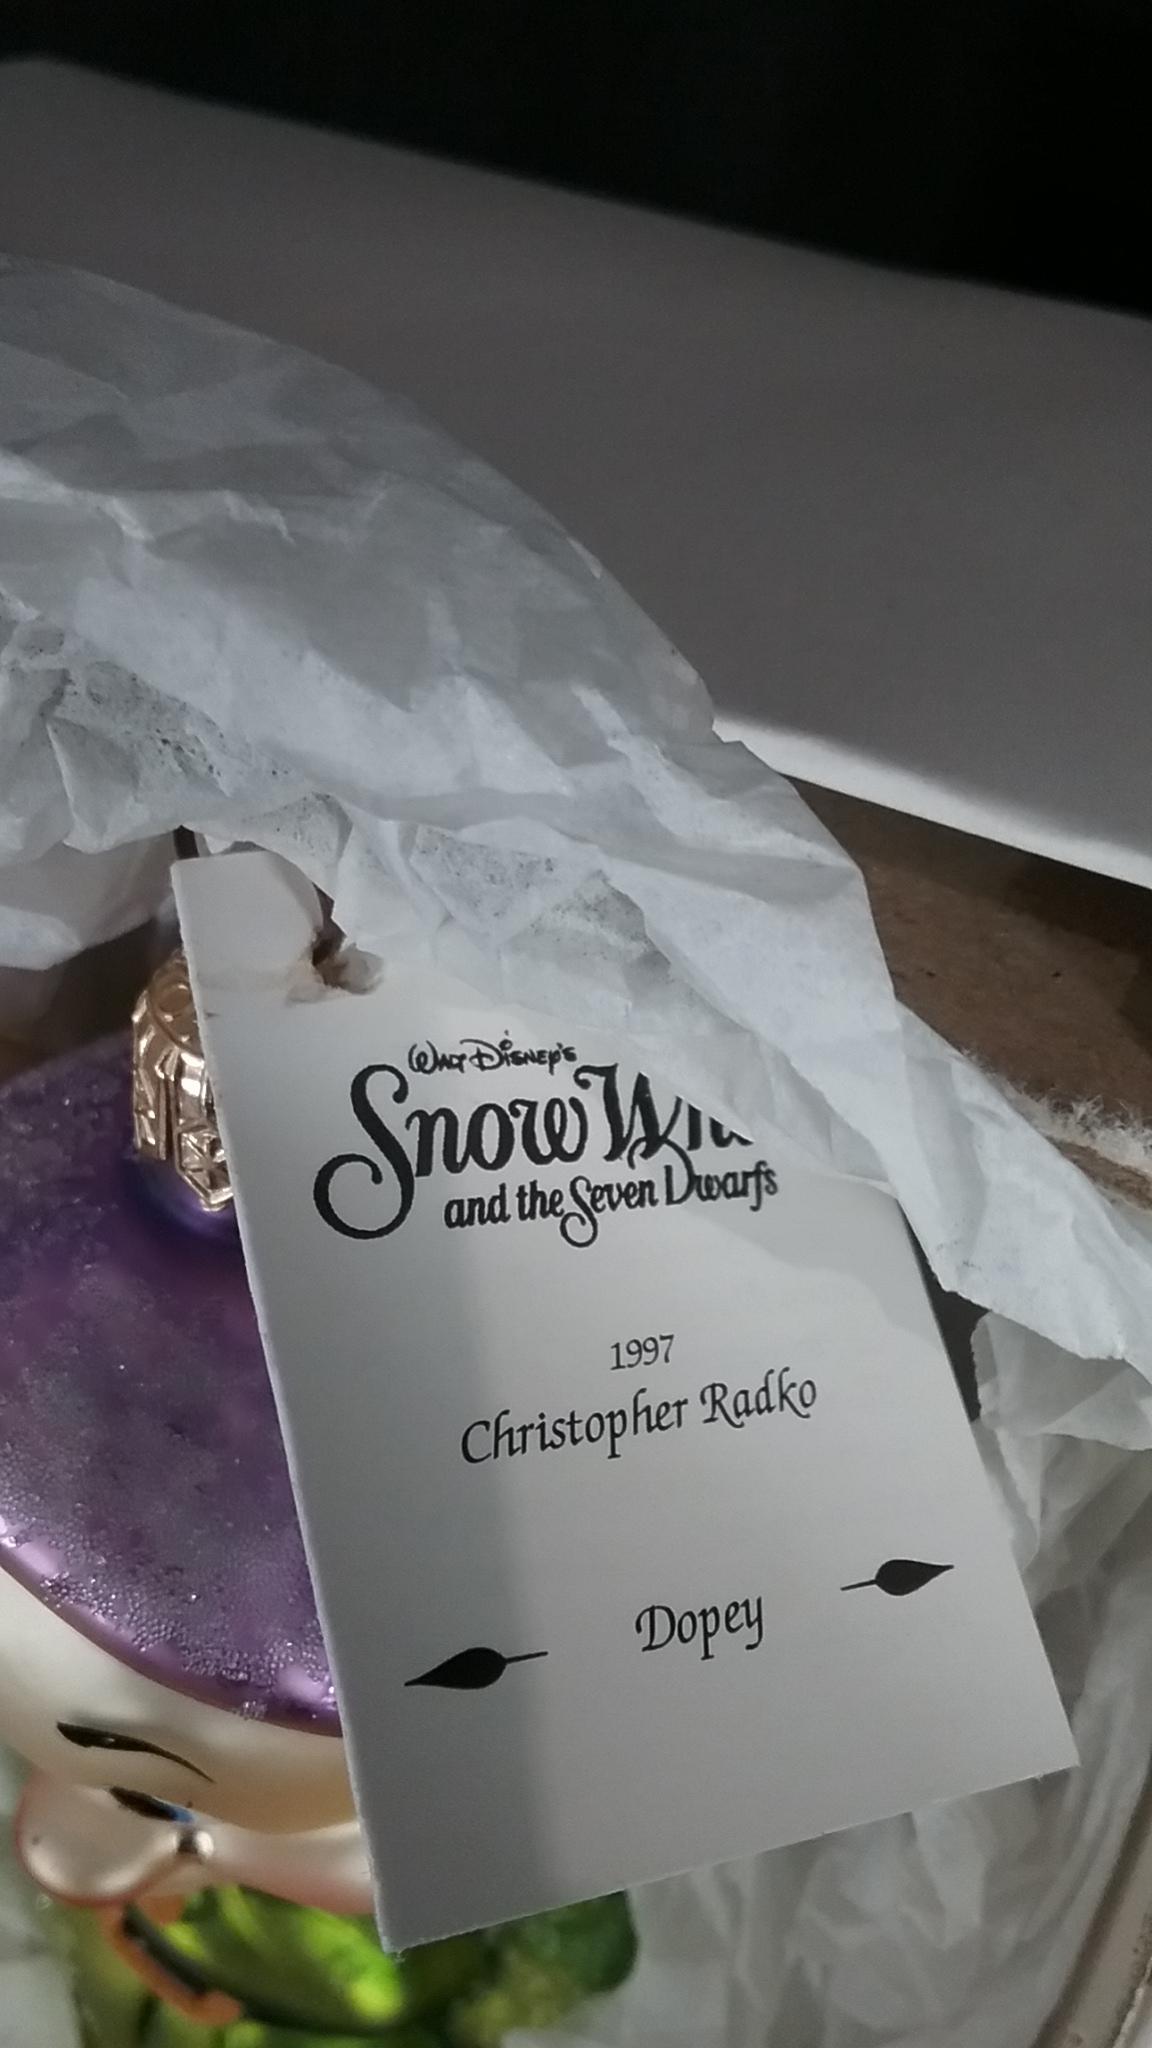 WALT DISNEY'S
Snow
and the Seven Dwarfs
1997
Christopher Radko
Dopey